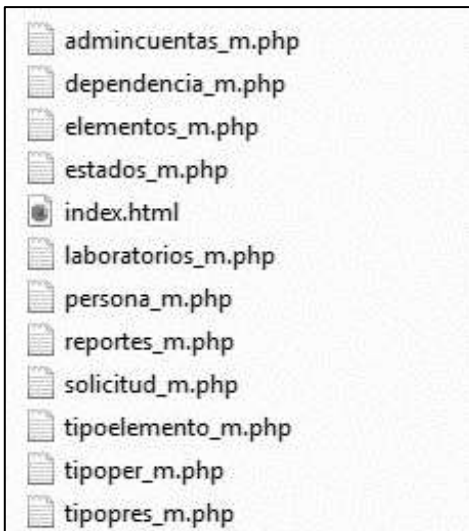 admincuentas_m.php
dependencia_m.php
elementos_m.php
estados_m.php
index.html
laboratorios_m.php
persona_m.php
reportes_m.php
solicitud_m.php
tipoelemento_m.php
tipoper_m.php
tipopres_m.php